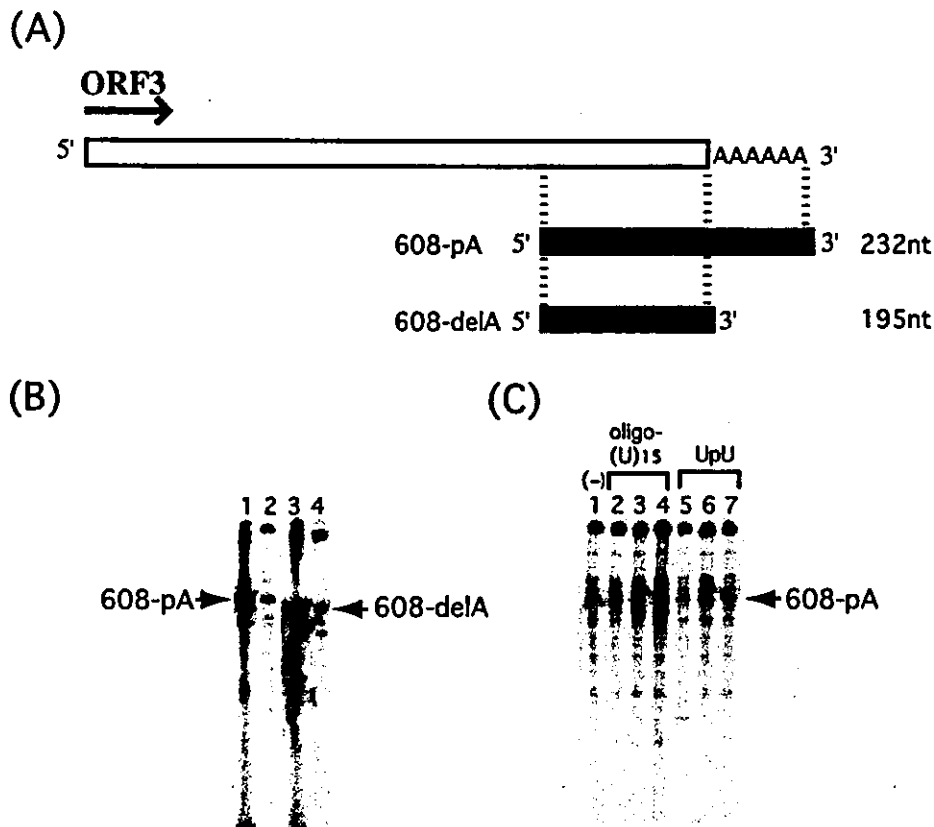 (A)
ORF3
5' AAAAAA 3'
608-pA 5' 3' 232nt
608-delA 5' 3' 195nt
(B)
1 2 3 4
608-pA 608-delA
(C)
oligo-
(U)15 UpU
(-)
1 2 3 4 5 6 7
608-pA